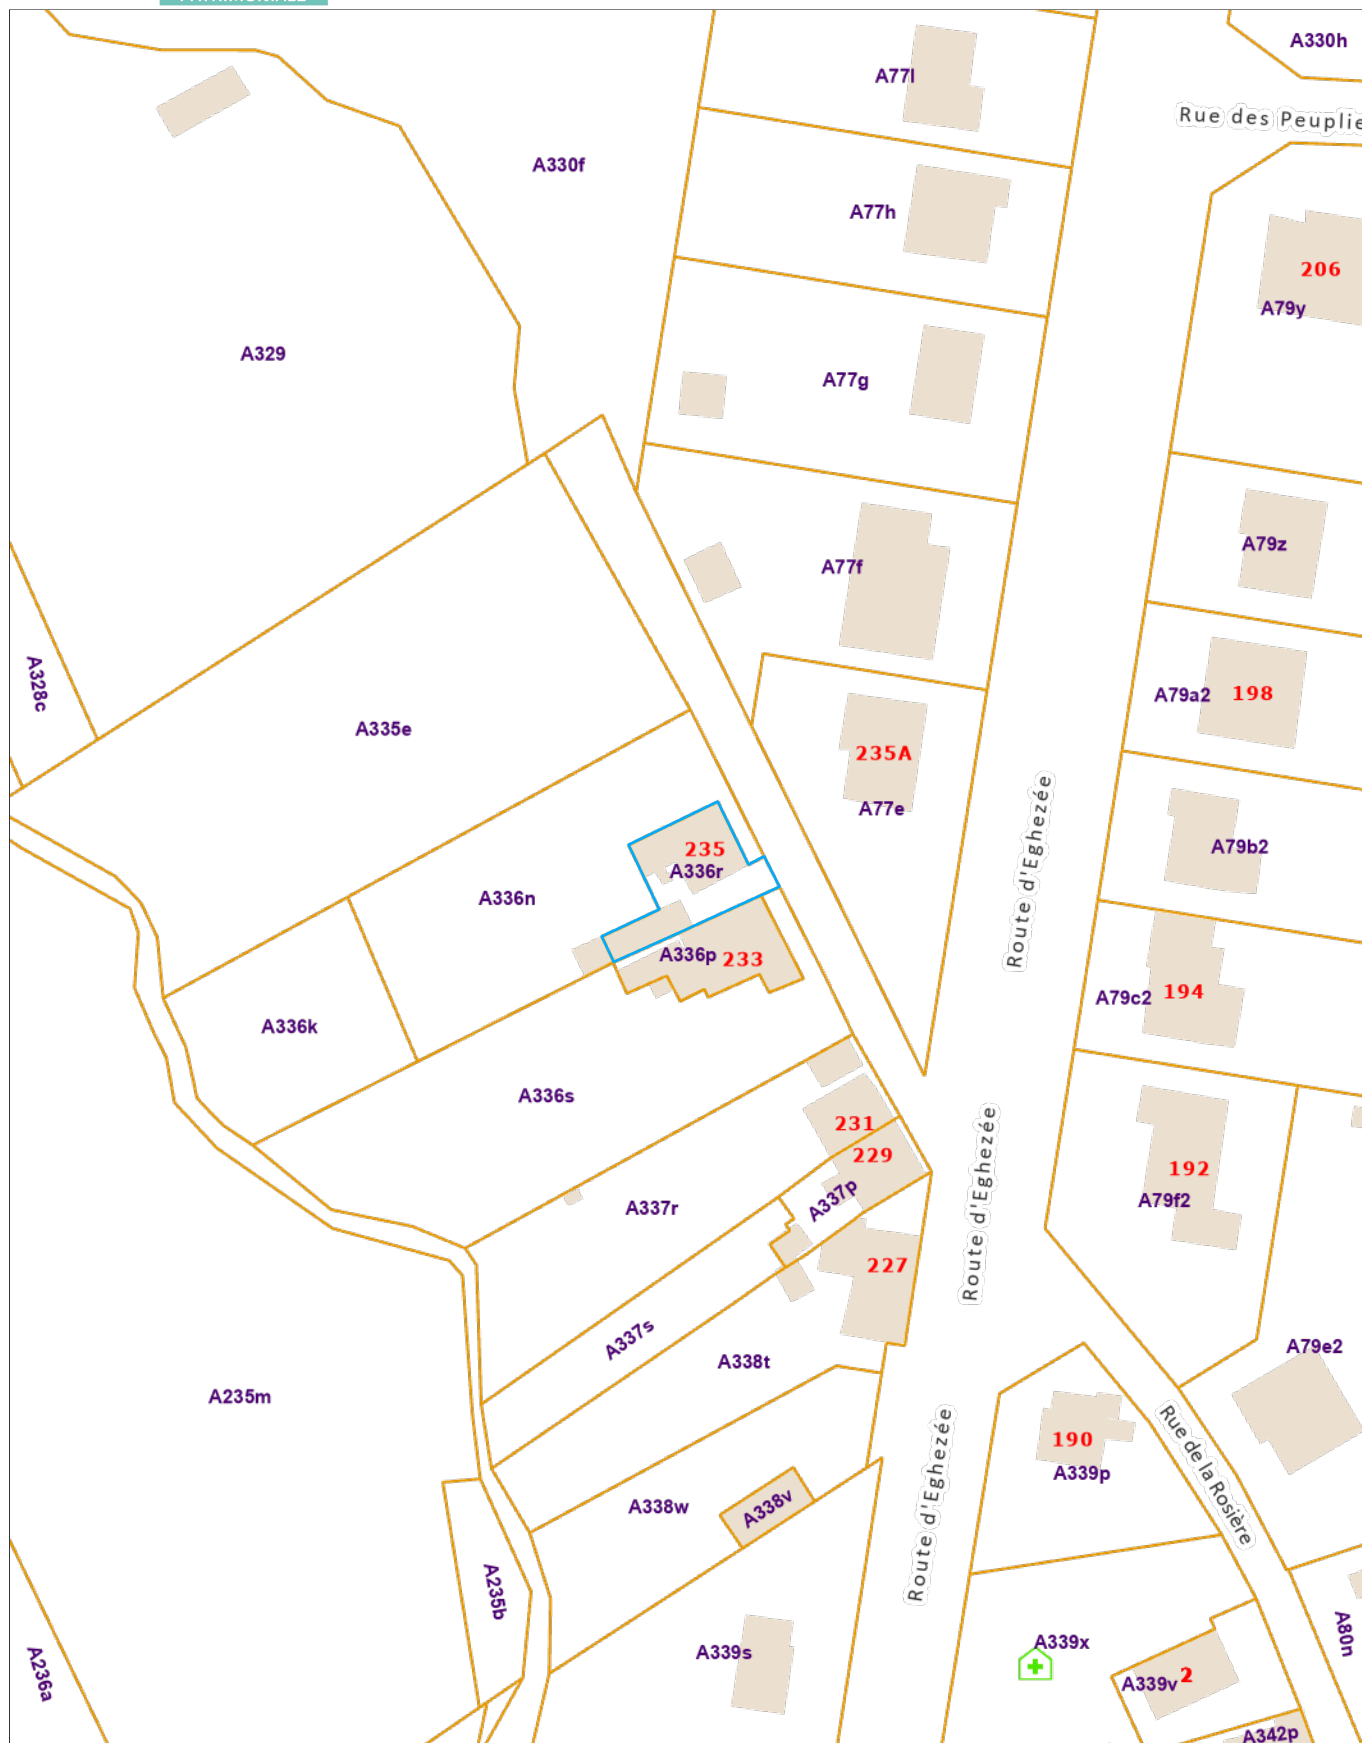 A330h
A77l
Rue des Peuplie
A330f
A77h
206
A79y
A329
A77g
A79z
A77f
A328c
A79a2
198
A335e
235A
A77e
Route d'Eghezée
A79b2
235
A336r
A336n
A336p
233
194
A79c2
A336k
A336s
231
229
Route d'Eghezée
192
A337p
A79f2
A337r
227
A337s
A79e2
A338t
A235m
190
Rue de la Rosière
A339p
Route d'Eghezée
A338w
A338v
A235b
A80n
A339x
A339s
A236a
A339v
2
A342p